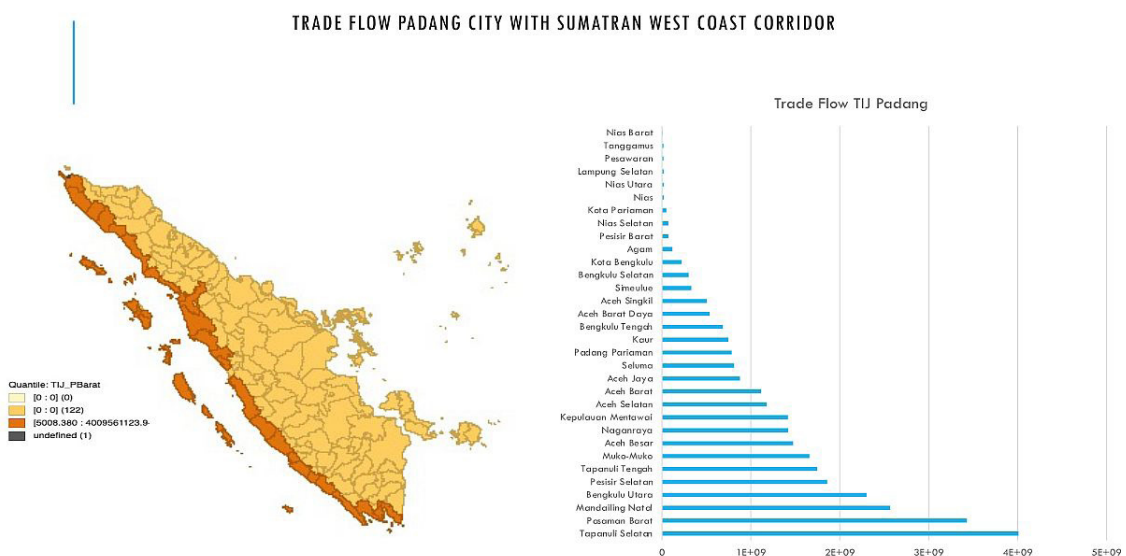 TRADE FLOW PADANG CITY WITH SUMATRAN WEST COAST CORRIDOR
Quantile: TIJ_PBarat
[0 : 0] (0)
[0 : 0] (122)
[5008.380 : 4009561123.9
undefined (1)
Trade Flow TIJ Padang
Nias Barat
Tanggamus
Pesawaran
Lampung Selatan
Nias Utara
Nias
Kota Pariaman
Nias Selatan
Pesisir Barat
Agam
Kota Bengkulu
Bengkulu Selatan
Simeulue
Aceh Singkil
Aceh Barat Daya
Bengkulu Tengah
Kaur
Padang Pariaman
Seluma
Aceh Jaya
Aceh Barat
Aceh Selatan
Kepulauan Mentawai
Naganraya
Aceh Besar
Muko-Muko
Tapanuli Tengah
Pesisir Selatan
Bengkulu Utara
Mandailing Natal
Pasaman Barat
Tapanuli Selatan
0 1E+09 2E+09 3E+09 4E+09 5E+09